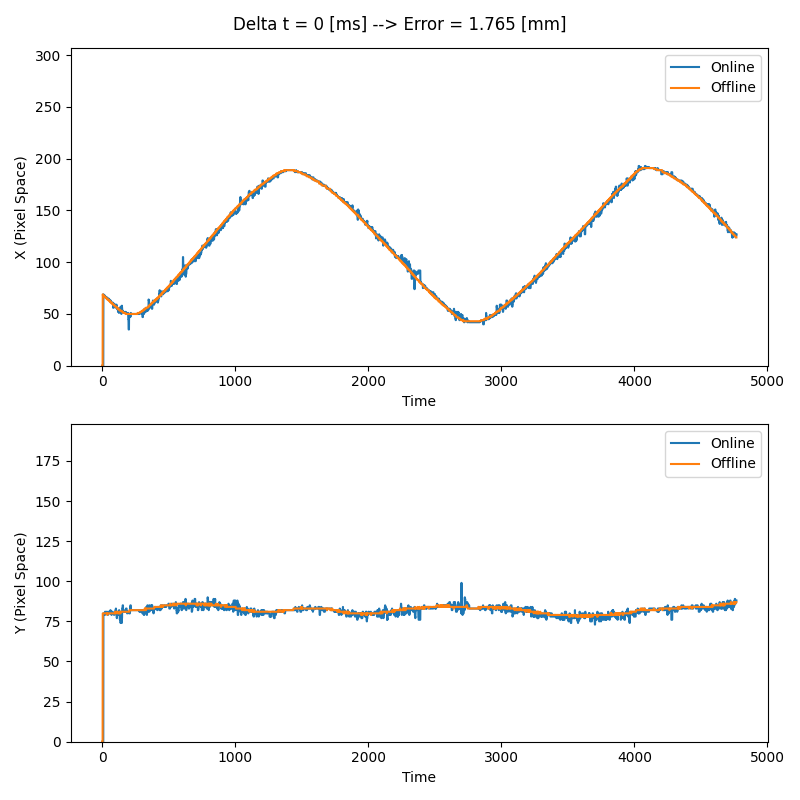 Delta t = 0 [ms] --> Error = 1.765 [mm]
300
250
200
150
100
50
0
X (Pixel Space)
Online
Offline
0 1000 2000 3000 4000 5000
Time
175
150
125
100
75
50
25
0
Y (Pixel Space)
Online
Offline
0 1000 2000 3000 4000 5000
Time